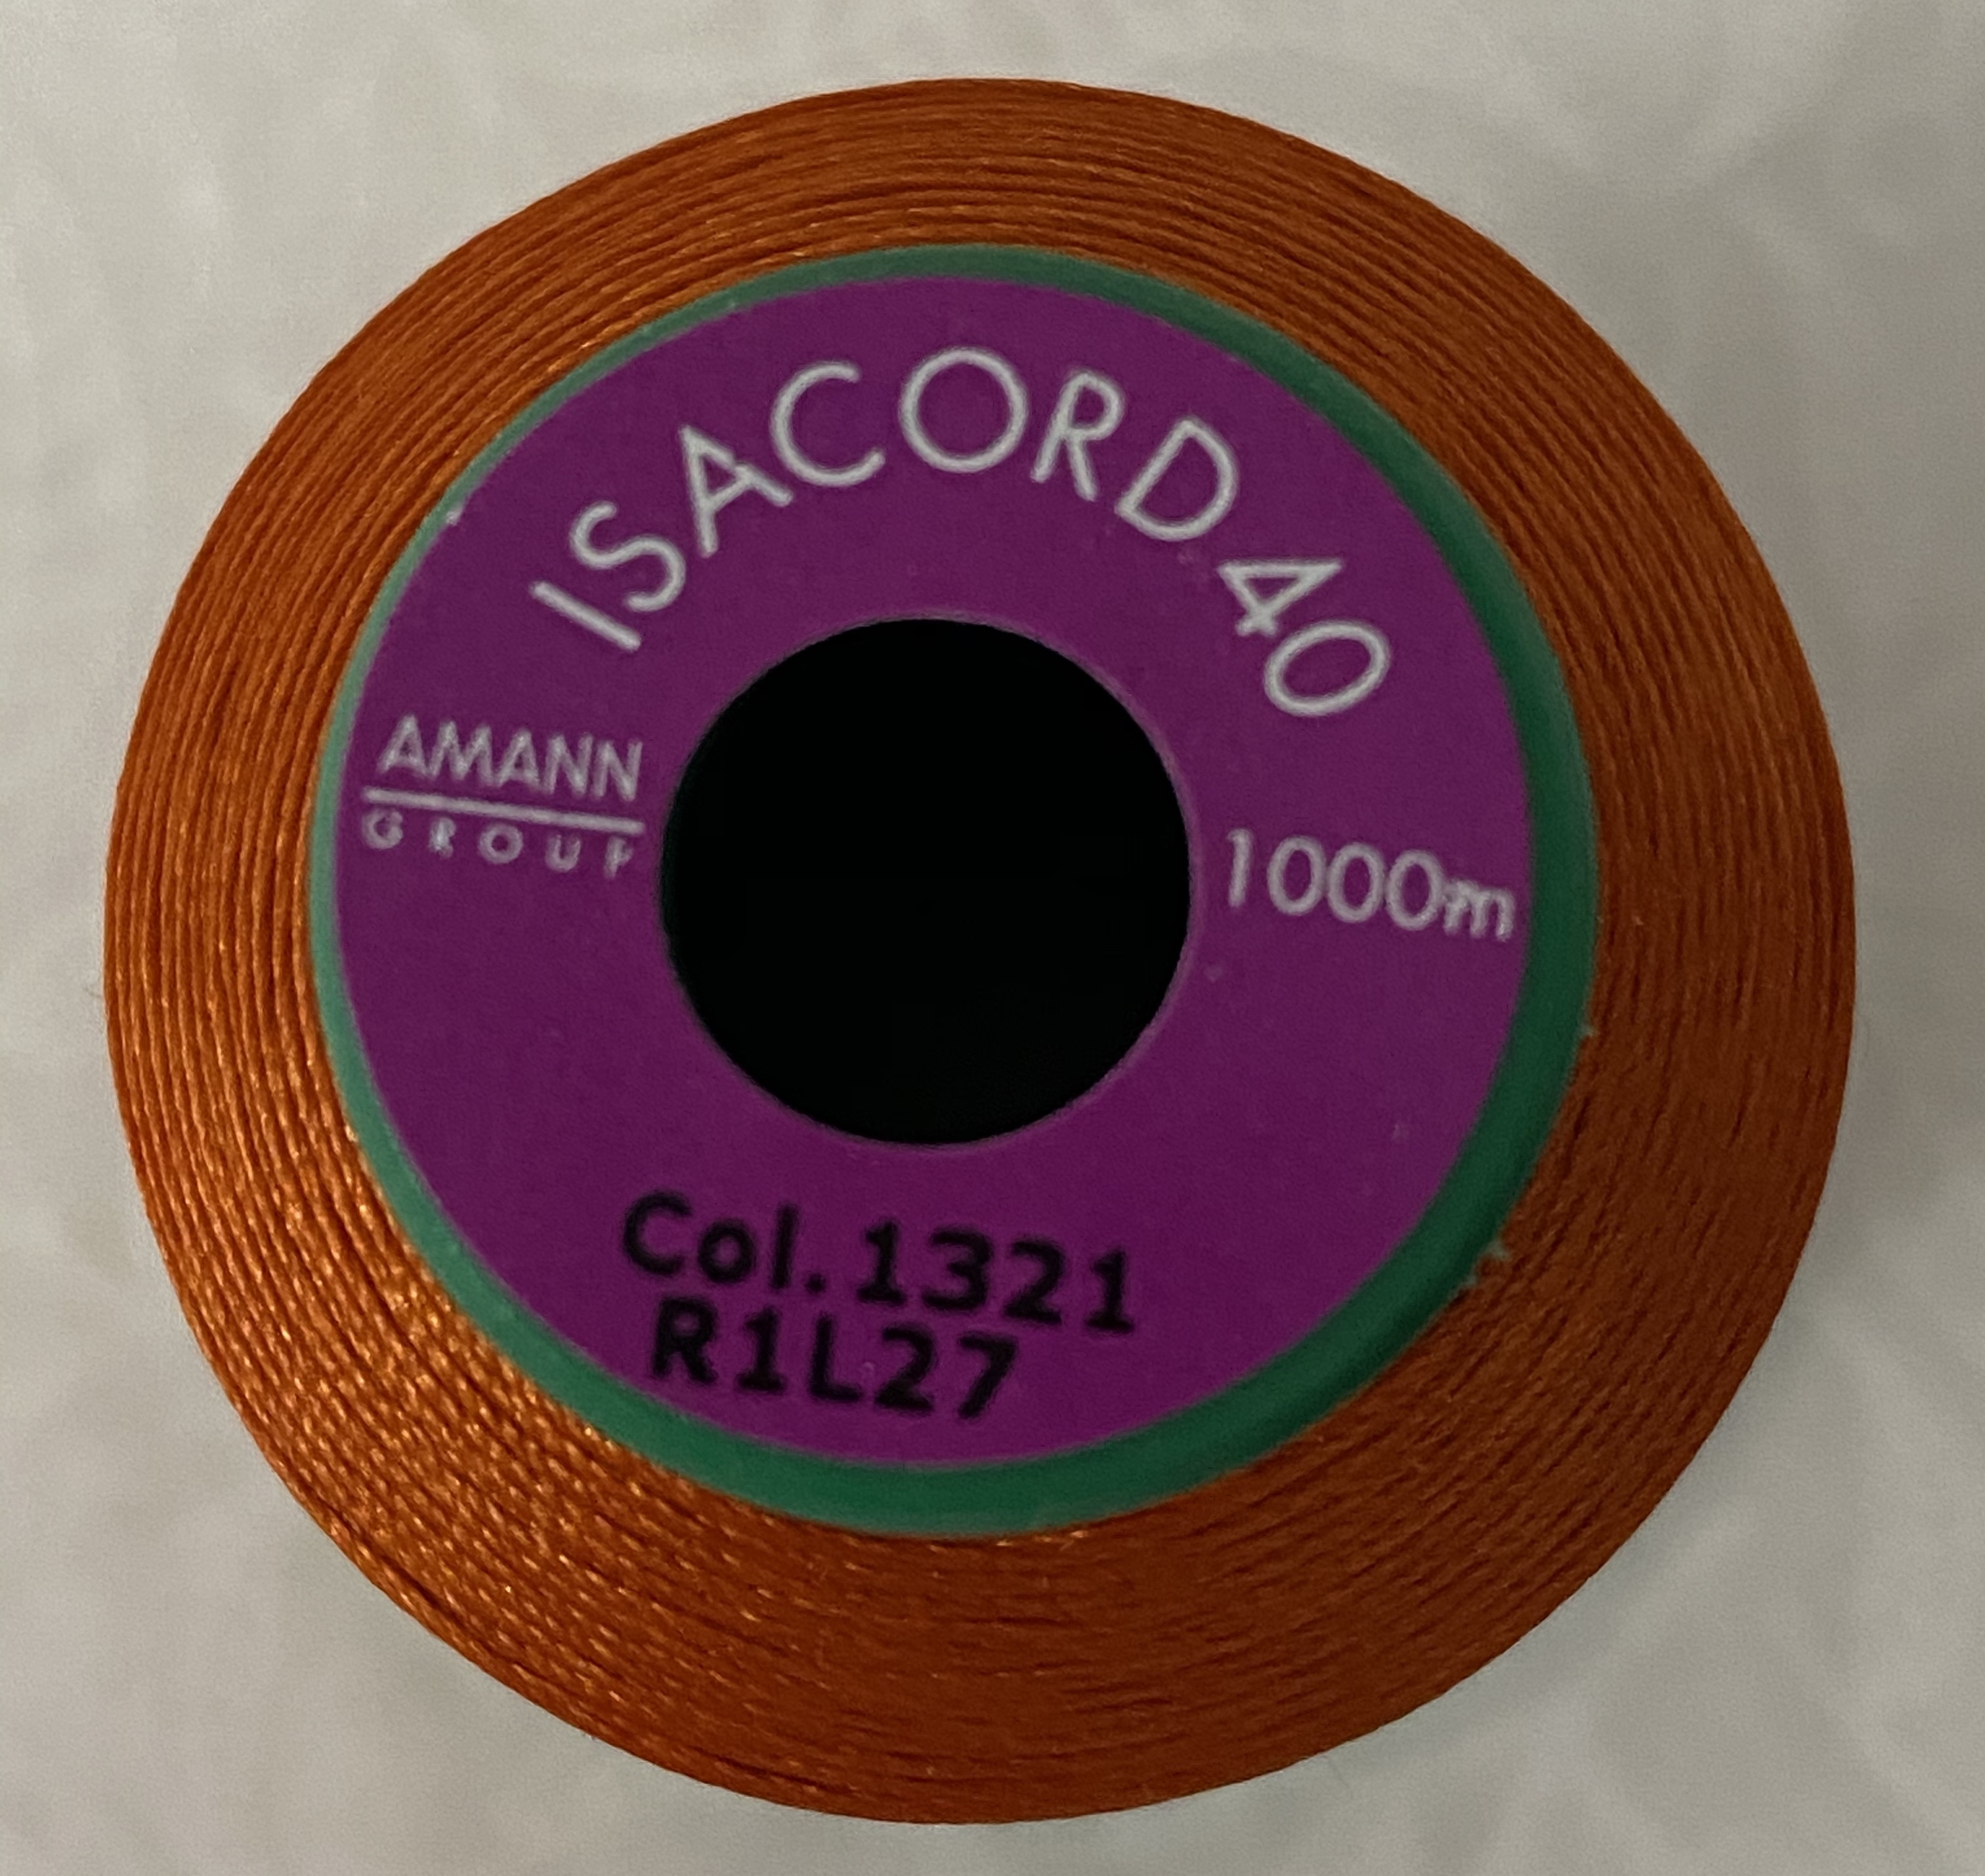 ISACORD 40
AMANN
GROUP
1000m
Col. 1321
R1L27